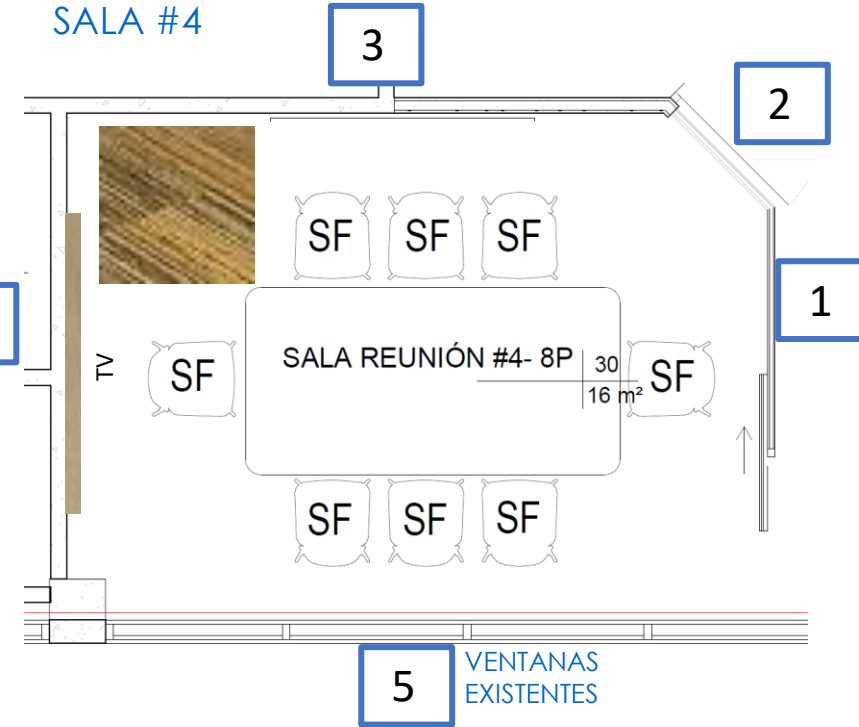 SALA #4
3
2
SF SF SF
1
SALA REUNIÓN #4- 8P 30
16 m²
TV
SF SF
SF SF SF
5
VENTANAS
EXISTENTES